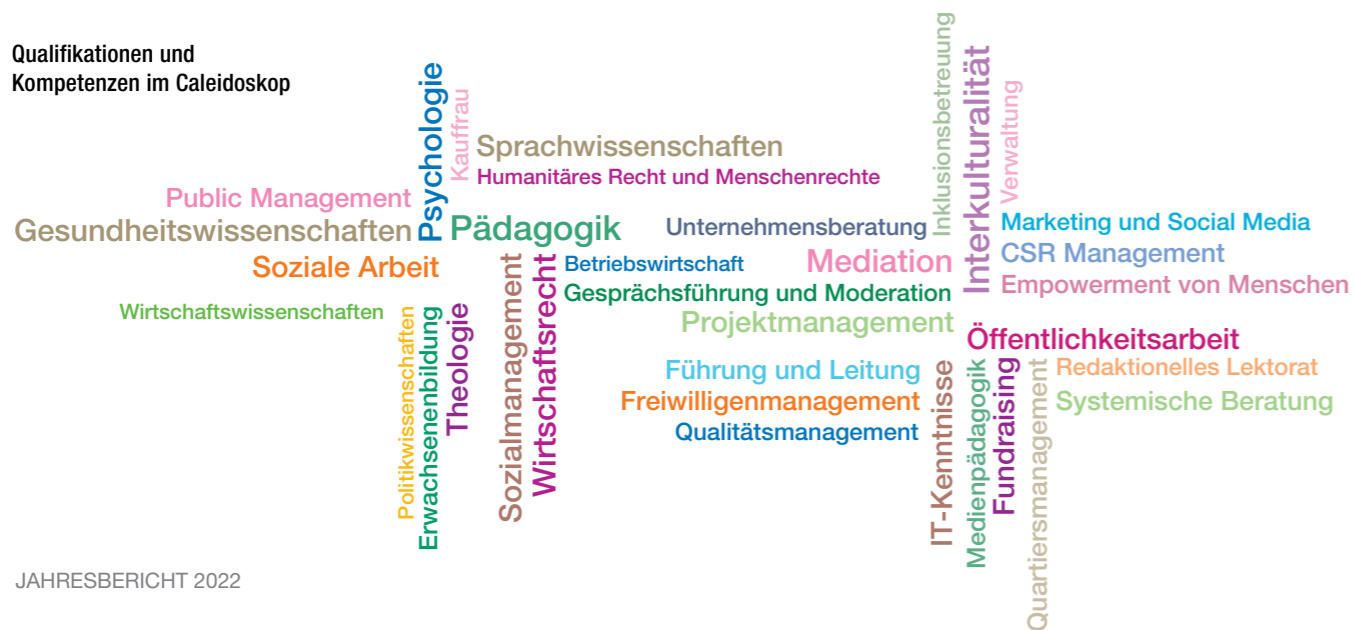 Qualifikationen und
Kompetenzen im Caleidoskop
Psychologie
Kauffrau
Sprachwissenschaften
Humanitäres Recht und Menschenrechte
Public Management
Gesundheitswissenschaften
Pädagogik
Soziale Arbeit
Wirtschaftswissenschaften
Politikwissenschaften
Erwachsenenbildung
Theologie
Sozialmanagement
Wirtschaftsrecht
Betriebswirtschaft
Unternehmensberatung
Mediation
Gesprächsführung und Moderation
Projektmanagement
Inklusionsbetreuung
Interkulturalität
Verwaltung
Marketing und Social Media
CSR Management
Empowerment von Menschen
Öffentlichkeitsarbeit
Führung und Leitung
Freiwilligenmanagement
Qualitätsmanagement
IT-Kenntnisse
Medienpädagogik
Fundraising
Quartiersmanagement
Redaktionelles Lektorat
Systemische Beratung
JAHRESBERICHT 2022